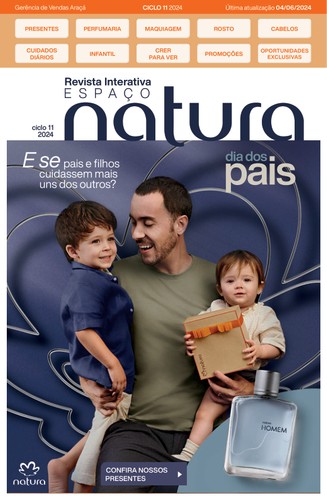 Gerência de Vendas Araçá
CICLO 11 2024
Última atualização 04/06/2024
PRESENTES
PERFUMARIA
MAQUIAGEM
ROSTO
CABELOS
CUIDADOS
DIÁRIOS
INFANTIL
CRER
PARA VER
PROMOÇÕES
OPORTUNIDADES
EXCLUSIVAS
Revista Interativa
ESPAÇO
natura
ciclo 11
2024
E se pais e filhos
cuidassem mais
uns dos outros?
dia dos
pais
HOMEM
natura
CONFIRA NOSSOS
PRESENTES